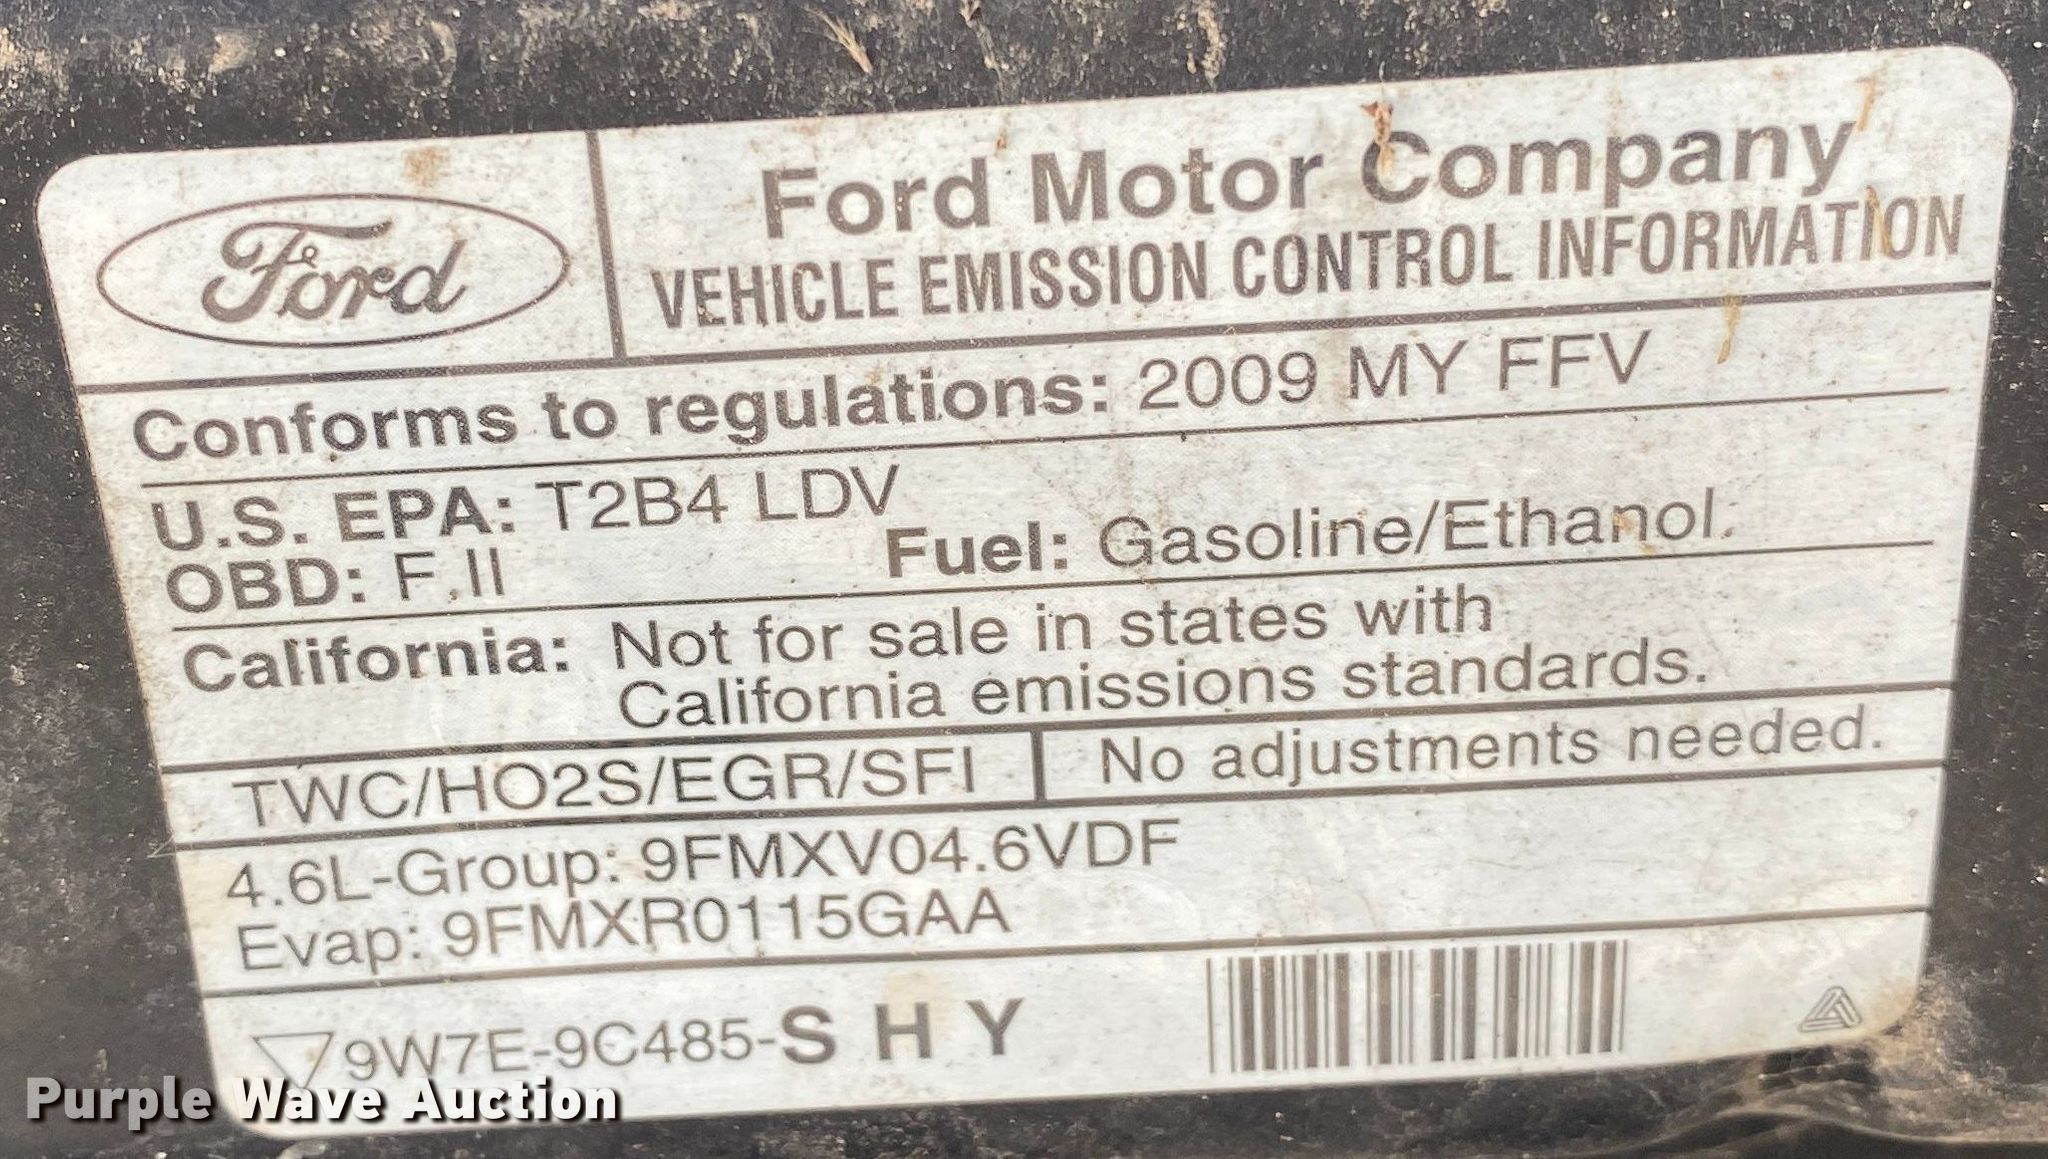 Ford
Ford Motor Company
VEHICLE EMISSION CONTROL INFORMATION
Conforms to regulations: 2009 MY FFV
U.S. EPA: T2B4 LDV
OBD: F,II Fuel: Gasoline/Ethanol.
California: Not for sale in states with
California emissions standards.
TWC/HO2S/EGR/SFI No adjustments needed.
4.6L-Group: 9FMXV04.6VDF
Evap: 9FMXR0115GAA
9W7E-9C485-S H Y
Purple Wave Auction